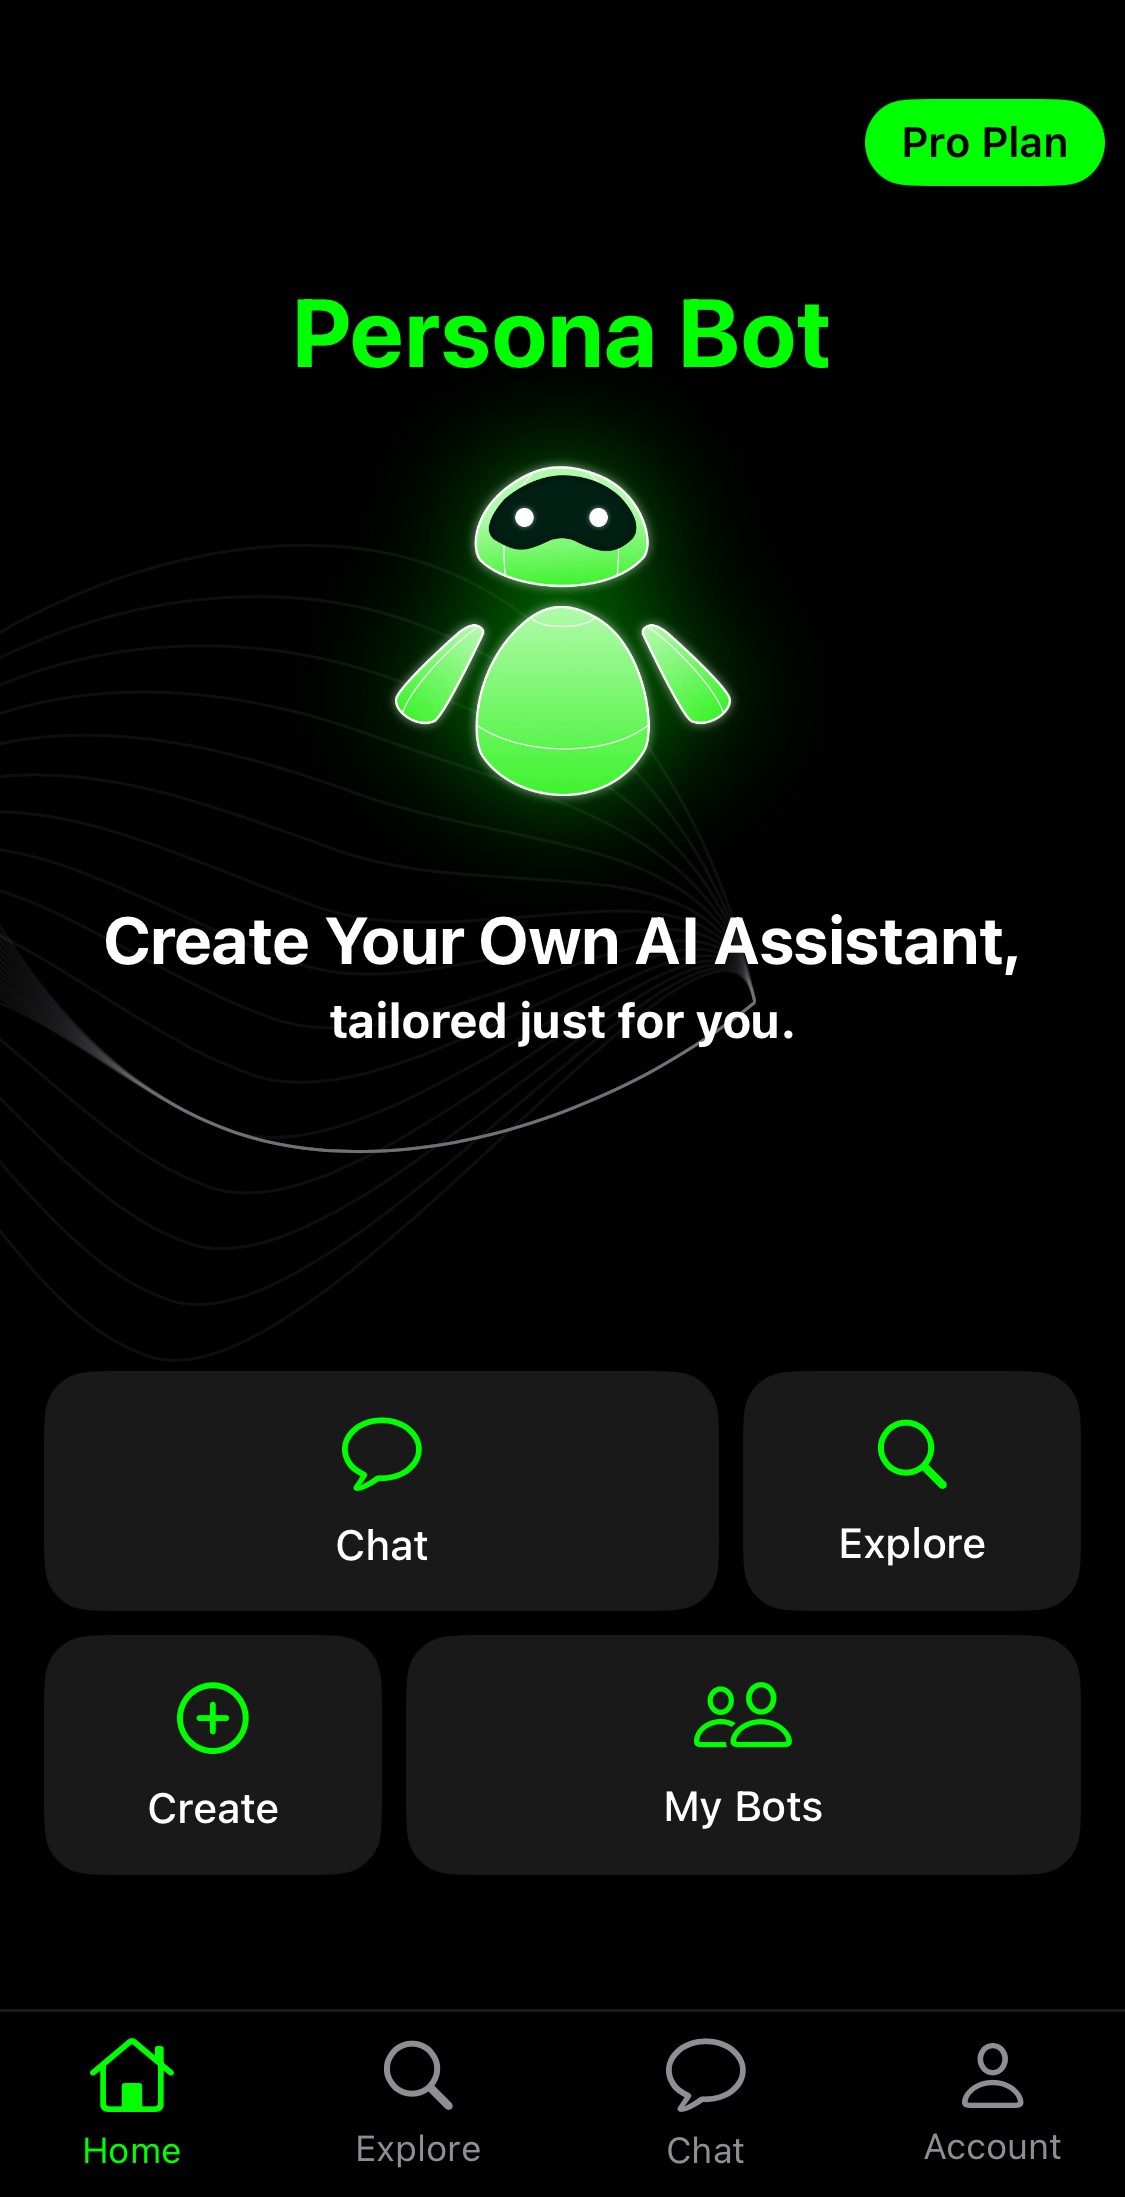 Pro Plan
Persona Bot
Create Your Own AI Assistant,
tailored just for you.
Chat
Explore
Create
My Bots
Home
Explore
Chat
Account